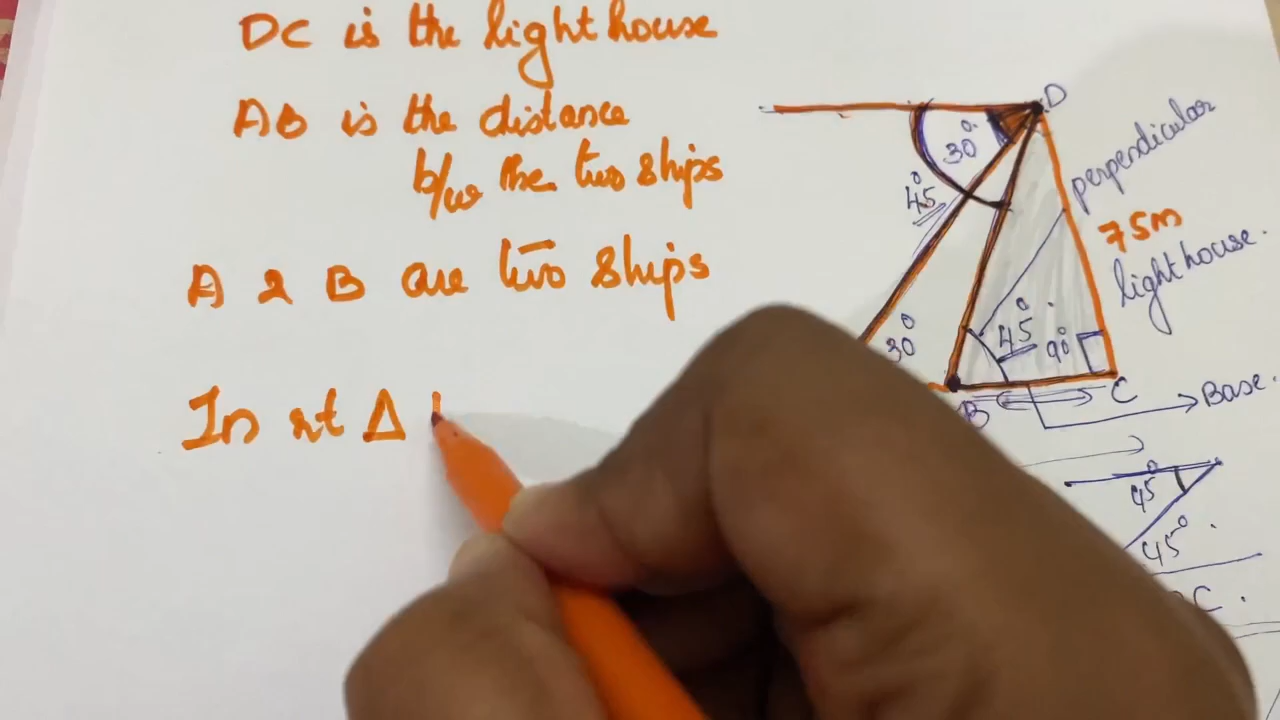 DC is the light house
AB is the distance
b/w the two ships
A & B are two ships
In rt Δ
D
30°
45°
perpendicular
75m
light house.
30°
45°
90°
B
C
Base.
45°
45°
C.